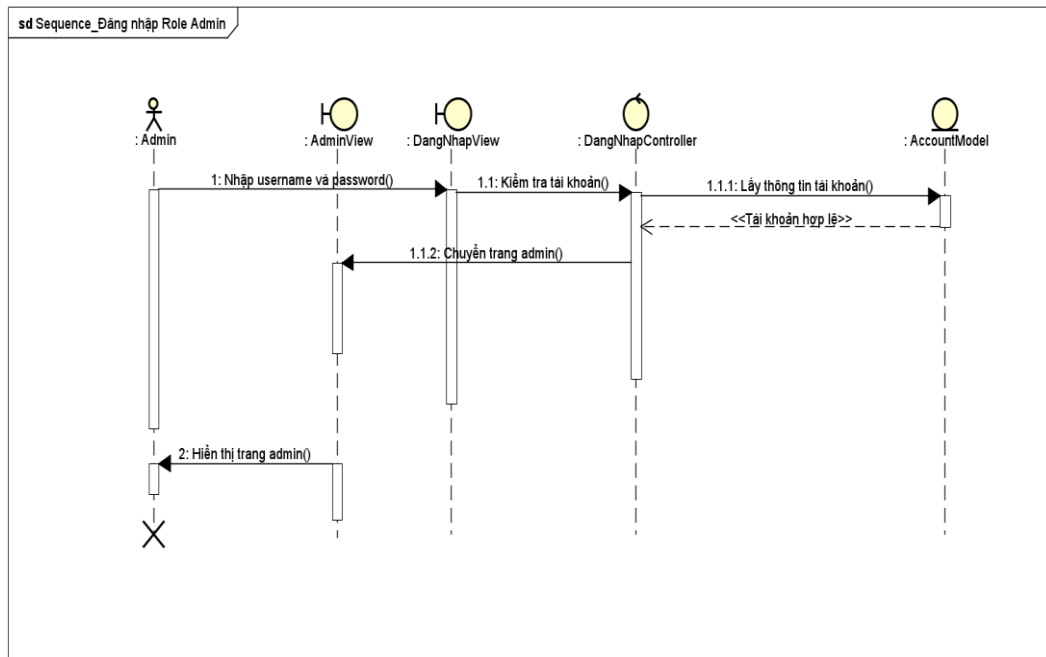 sd Sequence_Đăng nhập Role Admin
: Admin
: AdminView
: DangNhapView
: DangNhapController
: AccountModel
1: Nhập username và password()
1.1: Kiểm tra tài khoản()
1.1.1: Lấy thông tin tài khoản()
<<Tài khoản hợp lệ>>
1.1.2: Chuyển trang admin()
2: Hiển thị trang admin()